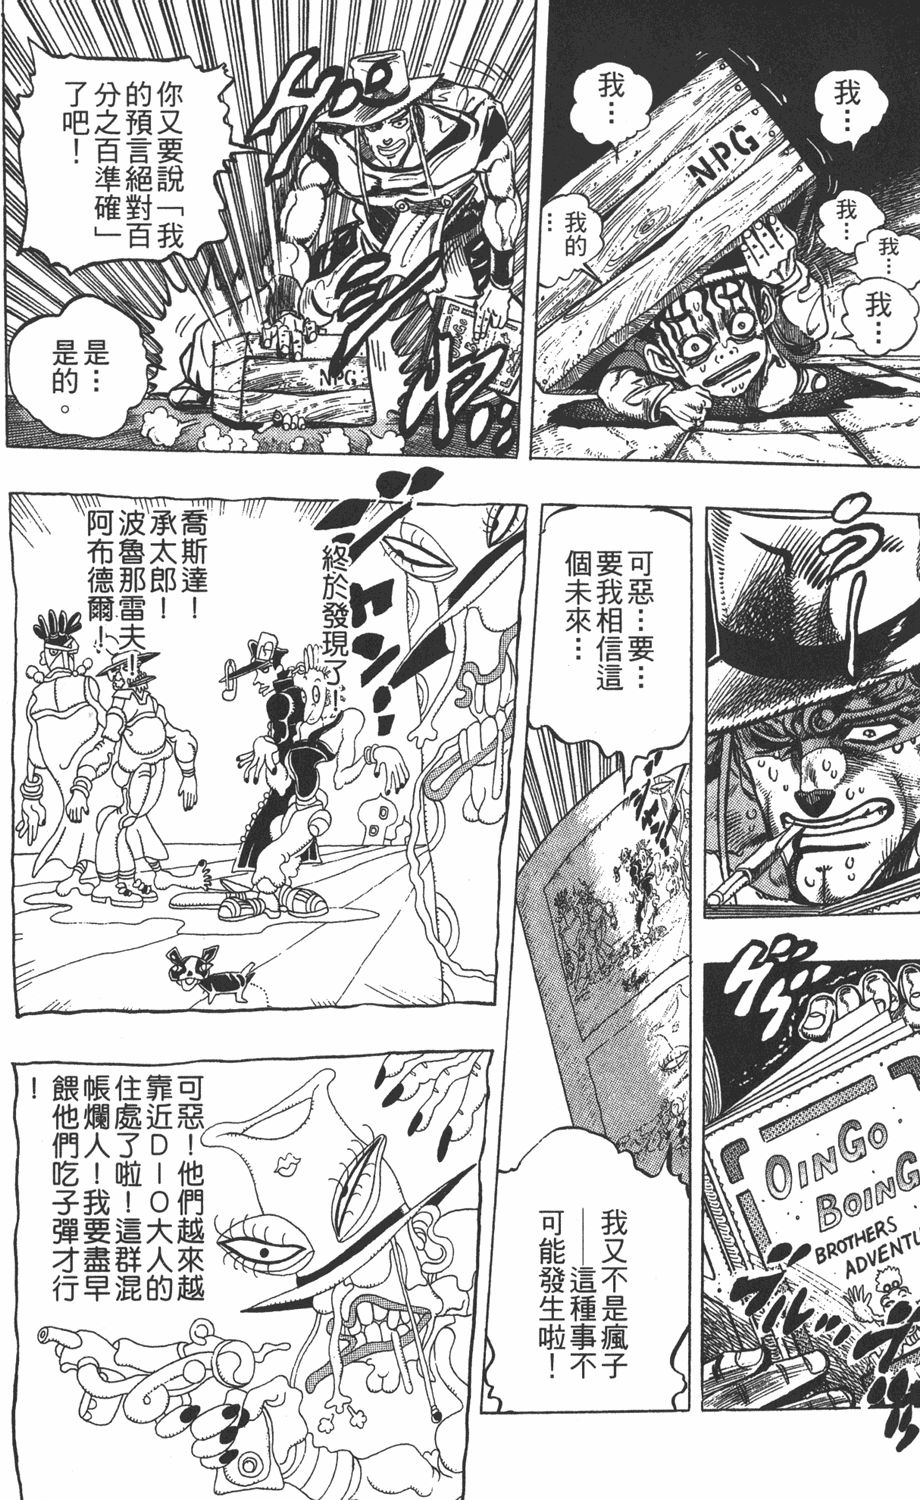 我…
我…
我…
我…
我…
我的
…
N.P.G
你又要說「我
的預言絕對百
分之百準確」
了吧！
N.P.G
是…
是的。
可惡…要…
要我相信這
個未來…
OINGO
BOING
BROTHERS
ADVENTU
我又不是瘋子
——這種事不
可能發生啦！
終於發現了！
喬斯達！
承太郎！
波魯那雷夫！
阿布德爾！
可惡！他們越來越
靠近DIO大人的
住處了啦！這群混
帳爛人！我要盡早
餵他們吃子彈才行
！